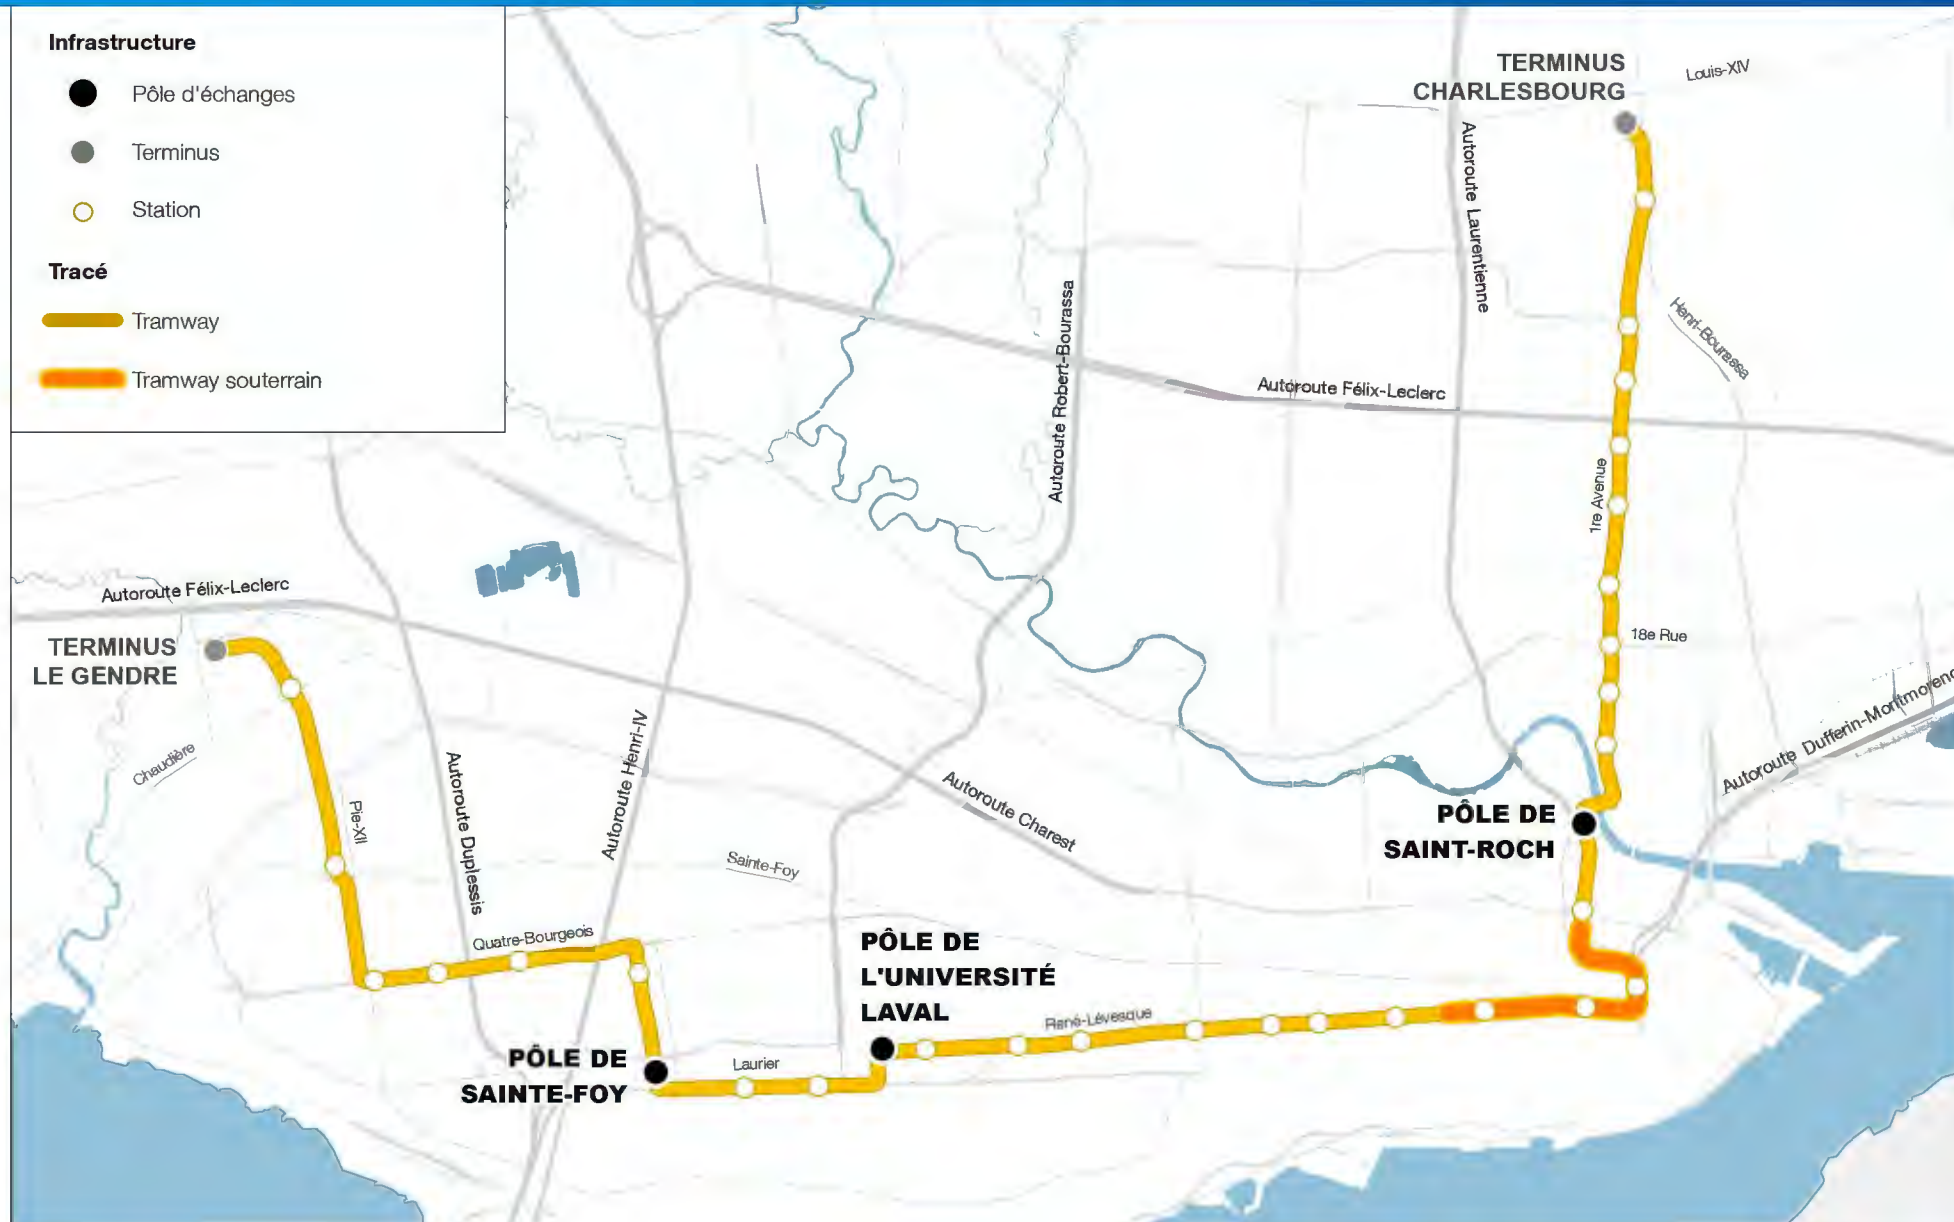 Infrastructure
Pôle d'échanges
Terminus
Station
Tracé
Tramway
Tramway souterrain
TERMINUS
CHARLESBOURG
Louis-XIV
Autoroute Laurentienne
Henri-Bourassa
Autoroute Robert-Bourassa
Autoroute Félix-Leclerc
1re Avenue
Autoroute Félix-Leclerc
TERMINUS
LE GENDRE
18e Rue
Chaudière
Pie-XII
Autoroute Duplessis
Autoroute Henri-IV
Autoroute Charest
Autoroute Dufferin-Montmorenc
Sainte-Foy
PÔLE DE
SAINT-ROCH
Quatre-Bourgeois
PÔLE DE
L'UNIVERSITÉ
LAVAL
René-Lévesque
PÔLE DE
SAINTE-FOY
Laurier